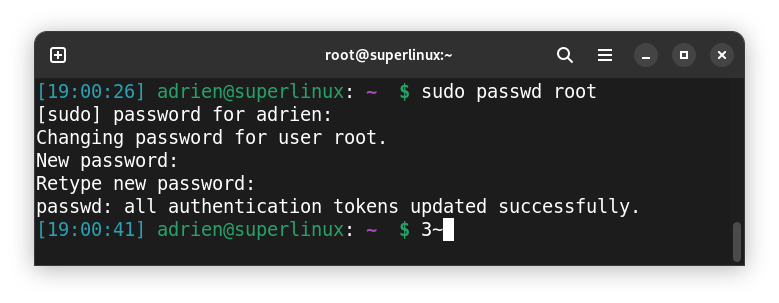 root@superlinux:~
[19:00:26] adrien@superlinux: ~  $ sudo passwd root
[sudo] password for adrien:
Changing password for user root.
New password:
Retype new password:
passwd: all authentication tokens updated successfully.
[19:00:41] adrien@superlinux: ~  $ 3~